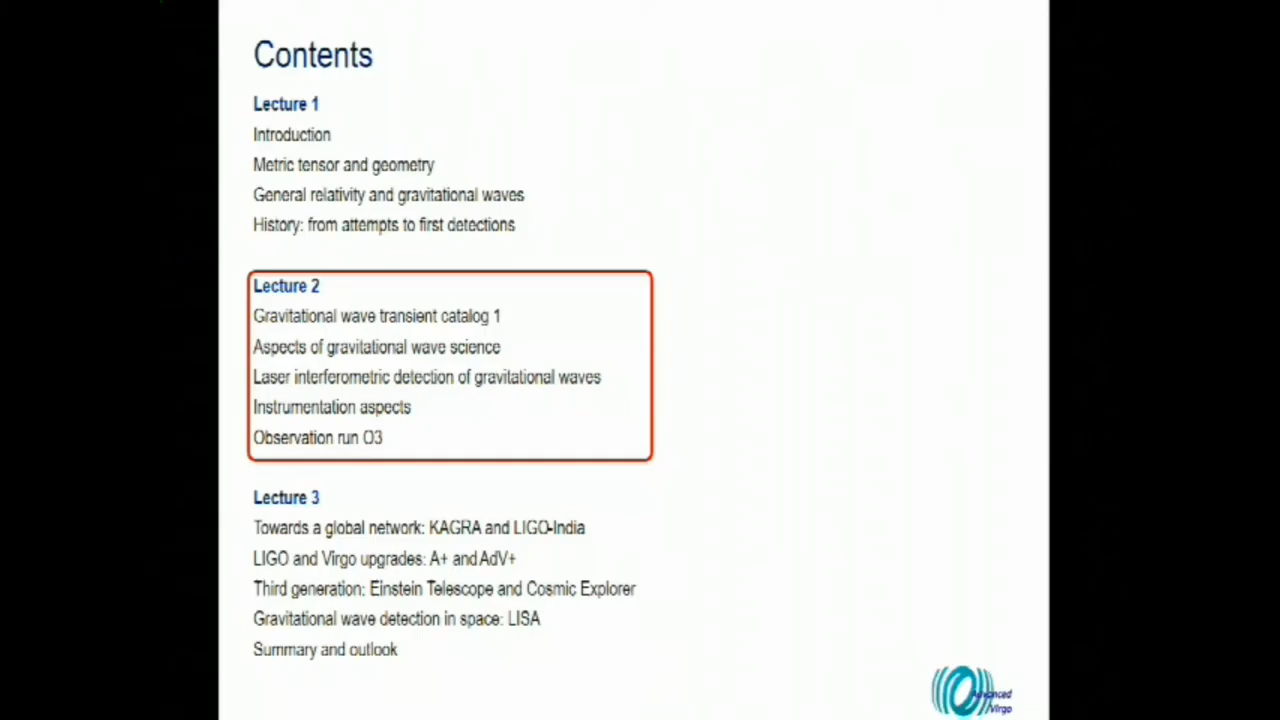 Contents
Lecture 1
Introduction
Metric tensor and geometry
General relativity and gravitational waves
History: from attempts to first detections
Lecture 2
Gravitational wave transient catalog 1
Aspects of gravitational wave science
Laser interferometric detection of gravitational waves
Instrumentation aspects
Observation run O3
Lecture 3
Towards a global network: KAGRA and LIGO-India
LIGO and Virgo upgrades: A+ and AdV+
Third generation: Einstein Telescope and Cosmic Explorer
Gravitational wave detection in space: LISA
Summary and outlook
Advanced
Virgo